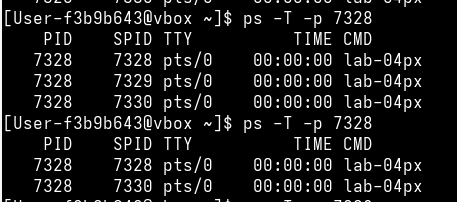 [User-f3b9b643@vbox ~]$ ps -T -p 7328
PID SPID TTY TIME CMD
7328 7328 pts/0 00:00:00 lab-04px
7328 7329 pts/0 00:00:00 lab-04px
7328 7330 pts/0 00:00:00 lab-04px
[User-f3b9b643@vbox ~]$ ps -T -p 7328
PID SPID TTY TIME CMD
7328 7328 pts/0 00:00:00 lab-04px
7328 7330 pts/0 00:00:00 lab-04px